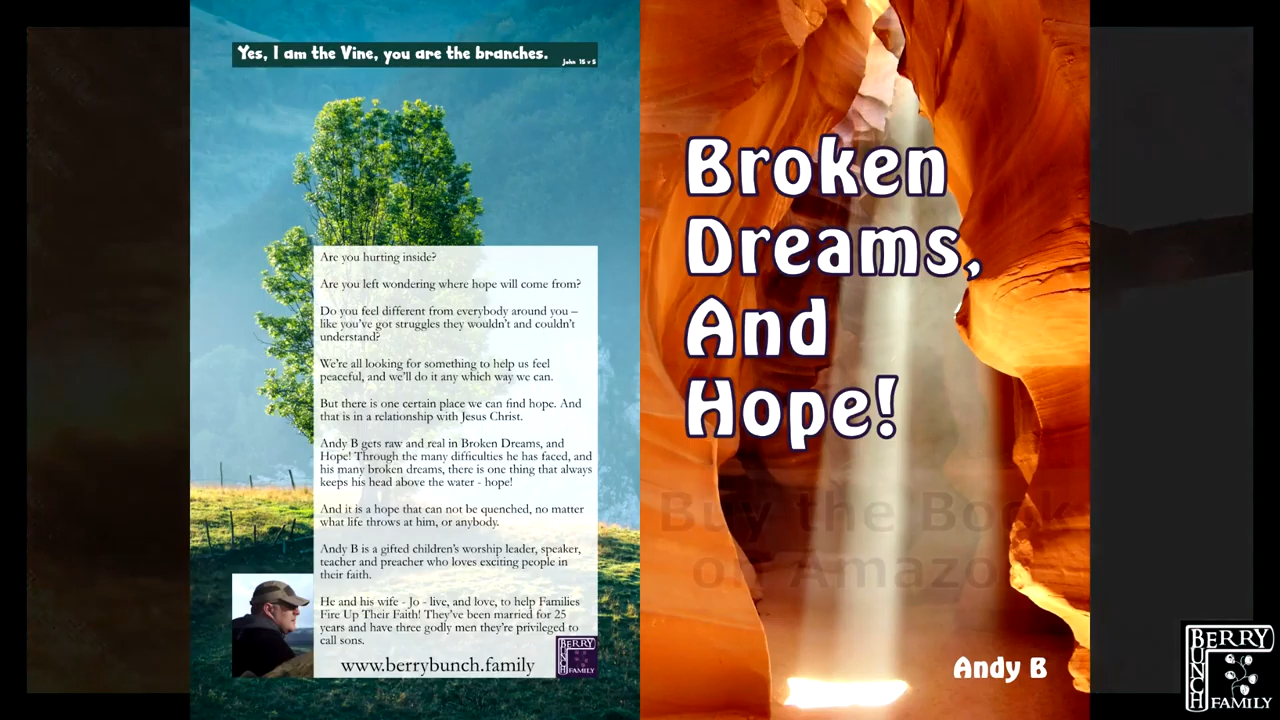 Yes, I am the Vine, you are the branches.
John 15 v 5
Are you hurting inside?
Are you left wondering where hope will come from?
Do you feel different from everybody around you –
like you've got struggles they wouldn't and couldn't
understand?
We're all looking for something to help us feel
peaceful, and we'll do it any which way we can.
But there is one certain place we can find hope. And
that is in a relationship with Jesus Christ.
Andy B gets raw and real in Broken Dreams, and
Hope! Through the many difficulties he has faced, and
his many broken dreams, there is one thing that always
keeps his head above the water - hope!
And it is a hope that can not be quenched, no matter
what life throws at him, or anybody.
Andy B is a gifted children's worship leader, speaker,
teacher and preacher who loves exciting people in
their faith.
He and his wife - Jo - live, and love, to help Families
Fire Up Their Faith! They've been married for 25
years and have three godly men they're privileged to
call sons.
www.berrybunch.family
BERRY
BUNCH
FAMILY
Broken
Dreams,
And
Hope!
Buy the Book
on Amazo
Andy B
BERRY
BUNCH
FAMILY